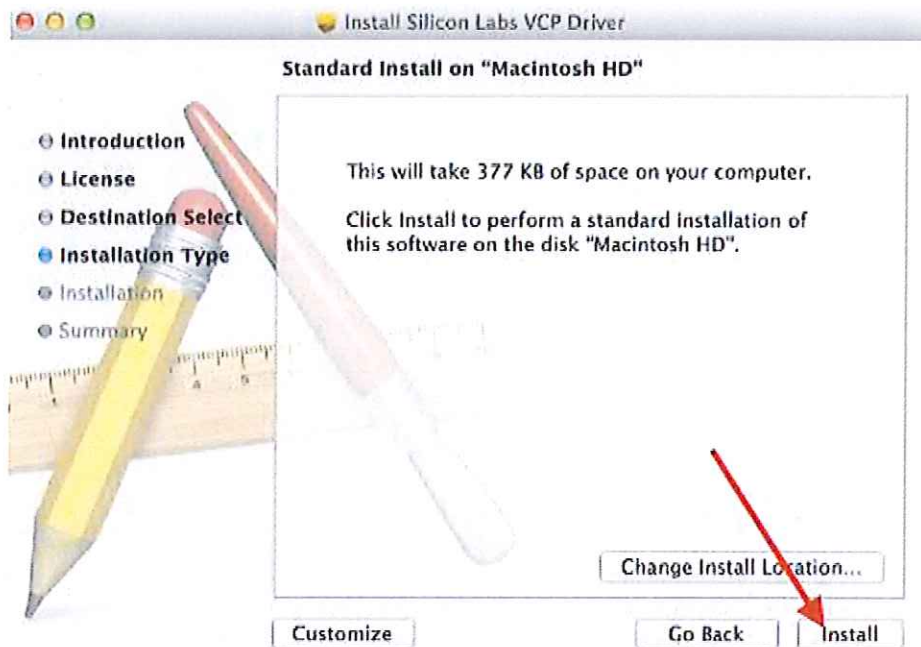 Install Silicon Labs VCP Driver
Standard Install on "Macintosh HD"
Introduction
License
Destination Select
Installation Type
Installation
Summary
This will take 377 KB of space on your computer.
Click Install to perform a standard installation of
this software on the disk "Macintosh HD".
Change Install Location...
Customize
Go Back
Install